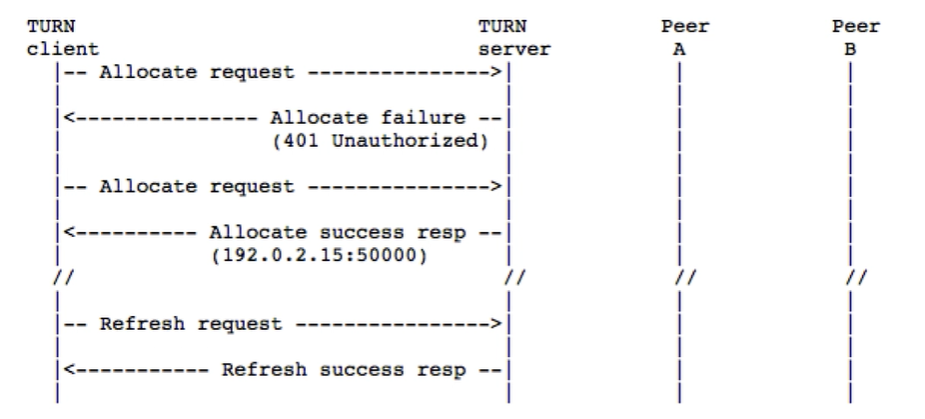 TURN TURN Peer Peer
client server A B
|-- Allocate request --------------->| | |
| | | |
|<--------------- Allocate failure --| | |
| (401 Unauthorized) | | |
| | | |
|-- Allocate request --------------->| | |
| | | |
|<---------- Allocate success resp --| | |
| (192.0.2.15:50000) | | |
// // // //
| | | |
|-- Refresh request ---------------->| | |
| | | |
|<----------- Refresh success resp --| | |
| | | |